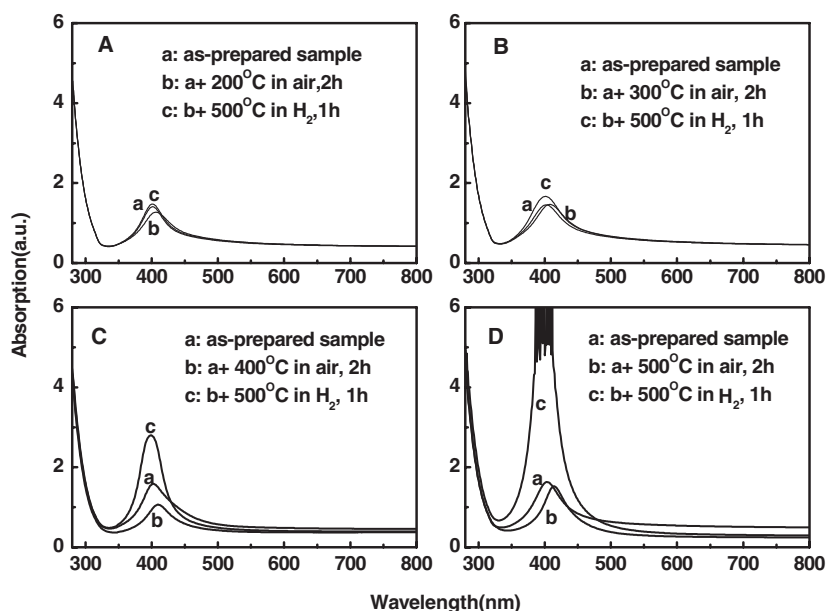 A
a: as-prepared sample
b: a+ 200°C in air,2h
c: b+ 500°C in H₂,1h
a
c
b
6
4
2
0
300 400 500 600 700 800
B
a: as-prepared sample
b: a+ 300°C in air, 2h
c: b+ 500°C in H₂, 1h
c
a
b
6
4
2
0
300 400 500 600 700 800
Absorption(a.u.)
C
a: as-prepared sample
b: a+ 400°C in air, 2h
c: b+ 500°C in H₂, 1h
c
a
b
6
4
2
0
300 400 500 600 700 800
D
a: as-prepared sample
b: a+ 500°C in air, 2h
c: b+ 500°C in H₂, 1h
c
a
b
6
4
2
0
300 400 500 600 700 800
Wavelength(nm)